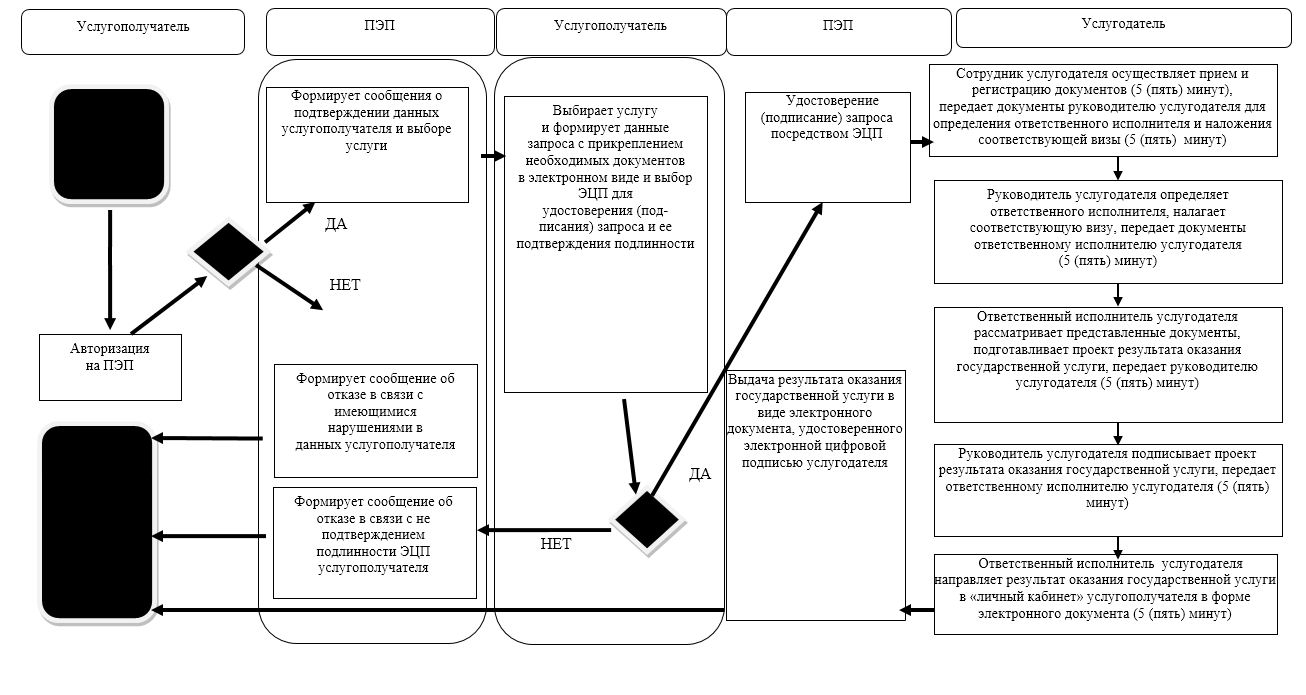 Услугополучатель
ПЭП
Услугополучатель
ПЭП
Услугодатель
Формирует сообщения о
подтверждении данных
услугополучателя и выборе
услуги
ДА
НЕТ
Авторизация
на ПЭП
Формирует сообщение об
отказе в связи с
имеющимися
нарушениями в
данных услугополучателя
Формирует сообщение об
отказе в связи с не
подтверждением
подлинности ЭЦП
услугополучателя
Выбирает услугу
и формирует данные
запроса с прикреплением
необходимых документов
в электронном виде и выбор
ЭЦП для
удостоверения (под-
писания) запроса и ее
подтверждения подлинности
ДА
НЕТ
Удостоверение
(подписание) запроса
посредством ЭЦП
Выдача результата оказания
государственной услуги в
виде электронного
документа, удостоверенного
электронной цифровой
подписью услугодателя
Сотрудник услугодателя осуществляет прием и
регистрацию документов (5 (пять) минут),
передает документы руководителю услугодателя для
определения ответственного исполнителя и наложения
соответствующей визы (5 (пять) минут)
Руководитель услугодателя определяет
ответственного исполнителя, налагает
соответствующую визу, передает документы
ответственному исполнителю услугодателя
(5 (пять) минут)
Ответственный исполнитель услугодателя
рассматривает представленные документы,
подготавливает проект результата оказания
государственной услуги, передает руководителю
услугодателя (5 (пять) минут)
Руководитель услугодателя подписывает проект
результата оказания государственной услуги, передает
ответственному исполнителю услугодателя (5 (пять)
минут)
Ответственный исполнитель услугодателя
направляет результат оказания государственной услуги
в «личный кабинет» услугополучателя в форме
электронного документа (5 (пять) минут)